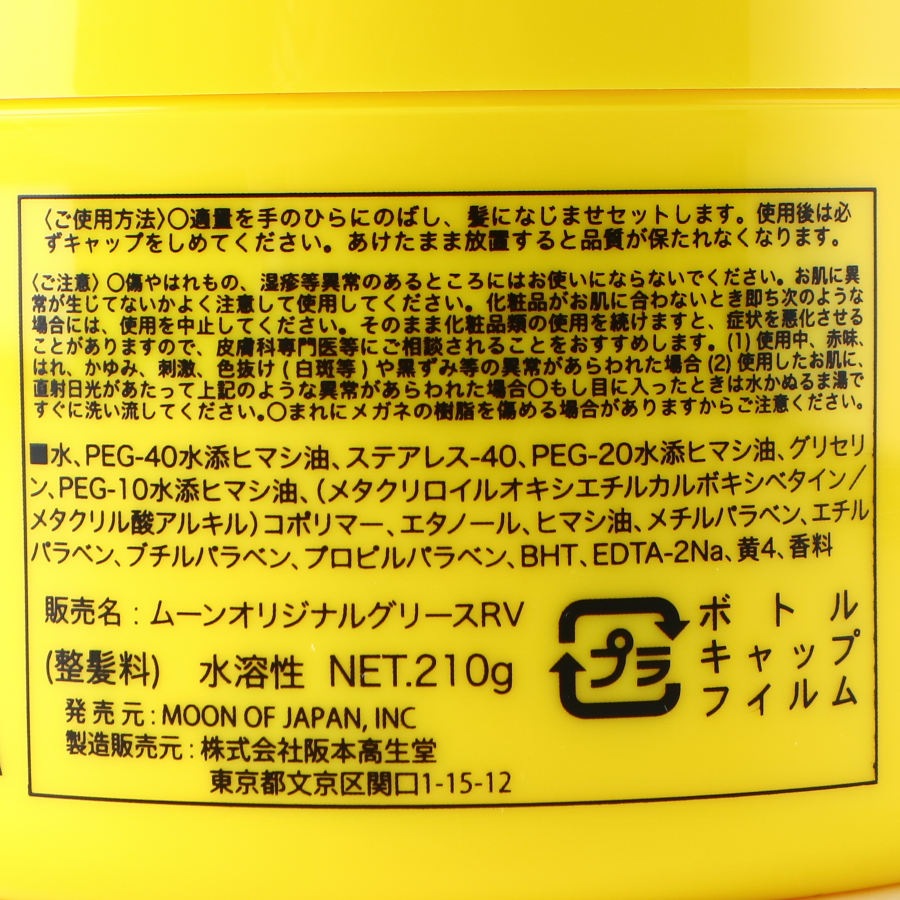 〈ご使用方法〉○適量を手のひらにのばし、髪になじませセットします。使用後は必
ずキャップをしめてください。あけたまま放置すると品質が保たれなくなります。
〈ご注意〉○傷やはれもの、湿疹等異常のあるところにはお使いにならないでください。お肌に異
常が生じてないかよく注意して使用してください。化粧品がお肌に合わないとき即ち次のような
場合には、使用を中止してください。そのまま化粧品類の使用を続けますと、症状を悪化させる
ことがありますので、皮膚科専門医等にご相談されることをおすすめします。(1) 使用中、赤味、
はれ、かゆみ、刺激、色抜け (白斑等) や黒ずみ等の異常があらわれた場合 (2) 使用したお肌に、
直射日光があたって上記のような異常があらわれた場合○もし目に入ったときは水かぬるま湯で
すぐに洗い流してください。○まれにメガネの樹脂を傷める場合がありますからご注意ください。
■水、PEG-40水添ヒマシ油、ステアレス-40、PEG-20水添ヒマシ油、グリセリ
ン、PEG-10水添ヒマシ油、(メタクリロイルオキシエチルカルボキシベタイン／
メタクリル酸アルキル)コポリマー、エタノール、ヒマシ油、メチルパラベン、エチル
パラベン、ブチルパラベン、プロピルパラベン、BHT、EDTA-2Na、黄4、香料
販売名：ムーンオリジナルグリースRV
(整髪料) 水溶性 NET.210g
発売元：MOON OF JAPAN, INC
製造販売元：株式会社阪本高生堂
東京都文京区関口1-15-12
プラ
ボトル
キャップ
フィルム